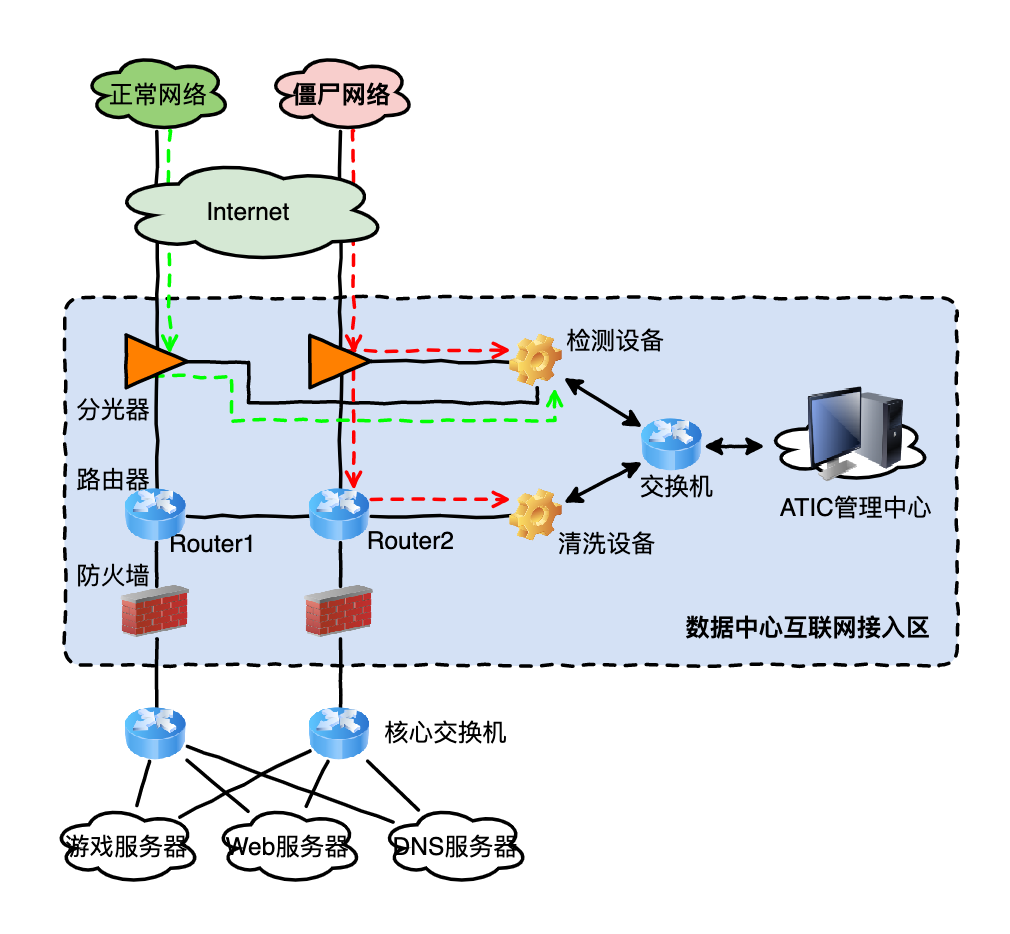 正常网络
僵尸网络
Internet
检测设备
分光器
交换机
路由器
ATIC管理中心
Router1
Router2
清洗设备
防火墙
数据中心互联网接入区
核心交换机
游戏服务器
Web服务器
DNS服务器